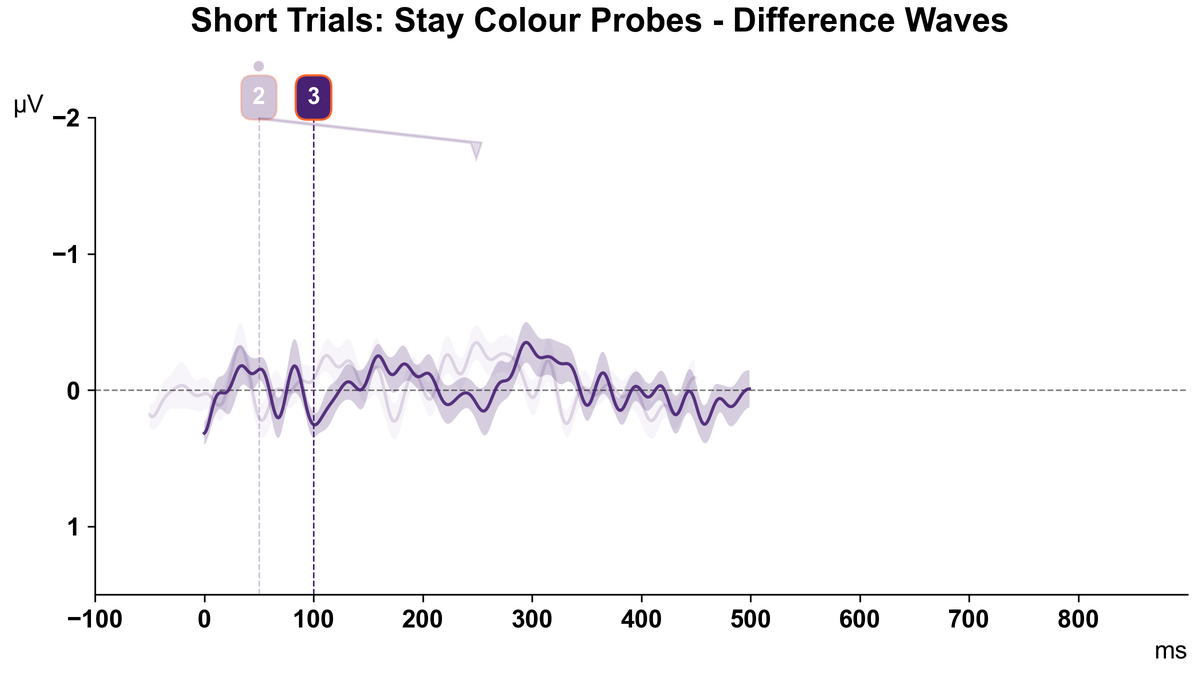 Short Trials: Stay Colour Probes - Difference Waves
2 3
µV
−2
−1
0
1
−100 0 100 200 300 400 500 600 700 800
ms